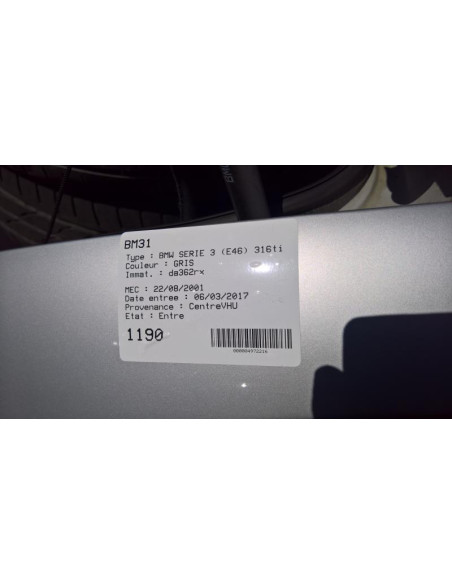 BM31
Type : BMW SERIE 3 (E46) 316ti
Couleur : GRIS
Immat. : da362rx
MEC : 22/08/2001
Date entree : 06/03/2017
Provenance : CentreVHU
Etat : Entre
1190